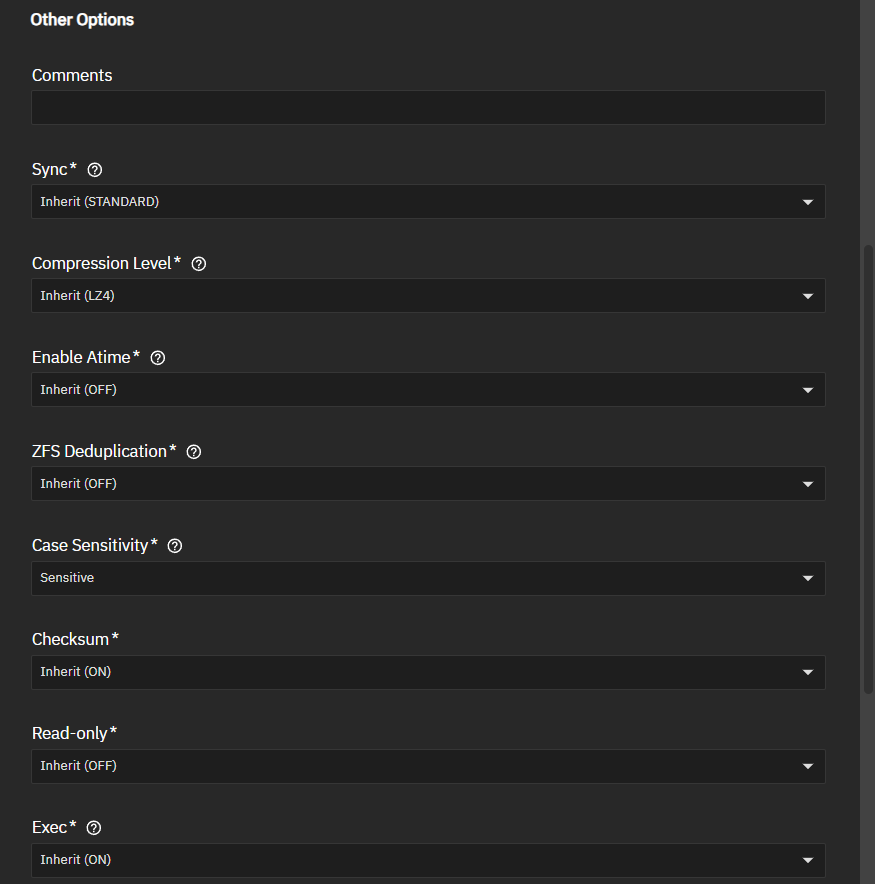 Other Options
Comments
Sync*
Inherit (STANDARD)
Compression Level*
Inherit (LZ4)
Enable Atime*
Inherit (OFF)
ZFS Deduplication*
Inherit (OFF)
Case Sensitivity*
Sensitive
Checksum*
Inherit (ON)
Read-only*
Inherit (OFF)
Exec*
Inherit (ON)